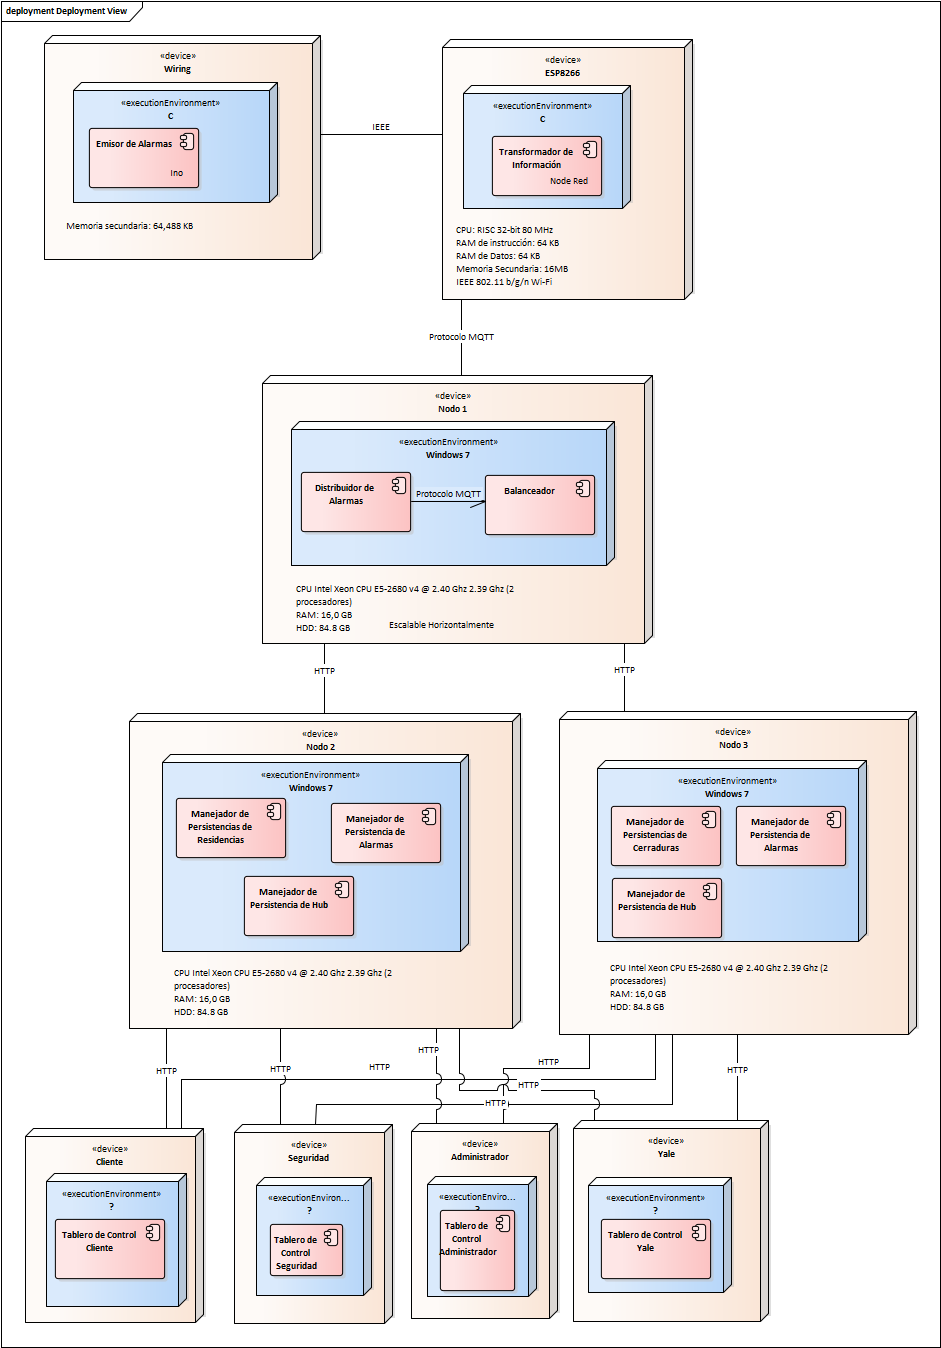 deployment Deployment View
«device»
Wiring
«executionEnvironment»
C
Emisor de Alarmas
Ino
Memoria secundaria: 64,488 KB
IEEE
«device»
ESP8266
«executionEnvironment»
C
Transformador de
Información
Node Red
CPU: RISC 32-bit 80 MHz
RAM de instrucción: 64 KB
RAM de Datos: 64 KB
Memoria Secundaria: 16MB
IEEE 802.11 b/g/n Wi-Fi
Protocolo MQTT
«device»
Nodo 1
«executionEnvironment»
Windows 7
Distribuidor de
Alarmas
Protocolo MQTT
Balanceador
CPU Intel Xeon CPU E5-2680 v4 @ 2.40 Ghz 2.39 Ghz (2
procesadores)
RAM: 16,0 GB
HDD: 84.8 GB
Escalable Horizontalmente
HTTP
HTTP
«device»
Nodo 2
«executionEnvironment»
Windows 7
Manejador de
Persistencias de
Residencias
Manejador de
Persistencia de
Alarmas
Manejador de
Persistencia de Hub
CPU Intel Xeon CPU E5-2680 v4 @ 2.40 Ghz 2.39 Ghz (2
procesadores)
RAM: 16,0 GB
HDD: 84.8 GB
«device»
Nodo 3
«executionEnvironment»
Windows 7
Manejador de
Persistencias de
Cerraduras
Manejador de
Persistencia de
Alarmas
Manejador de
Persistencia de Hub
CPU Intel Xeon CPU E5-2680 v4 @ 2.40 Ghz 2.39 Ghz (2
procesadores)
RAM: 16,0 GB
HDD: 84.8 GB
HTTP
HTTP
HTTP
HTTP
HTTP
HTTP
HTTP
HTTP
«device»
Cliente
«executionEnvironment»
?
Tablero de Control
Cliente
«device»
Seguridad
«executionEnviron...
?
Tablero de
Control
Seguridad
«device»
Administrador
«executionEnviro...
?
Tablero de
Control
Administrador
«device»
Yale
«executionEnvironment»
?
Tablero de Control
Yale